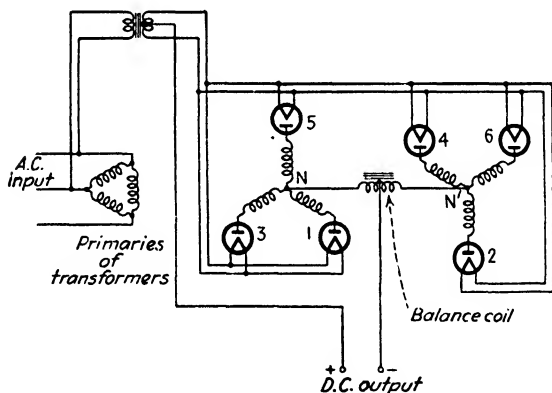 5
4
6
A.C.
input
N
N'
3
1
2
Primaries
of
transformers
Balance coil
+
-
D.C. output